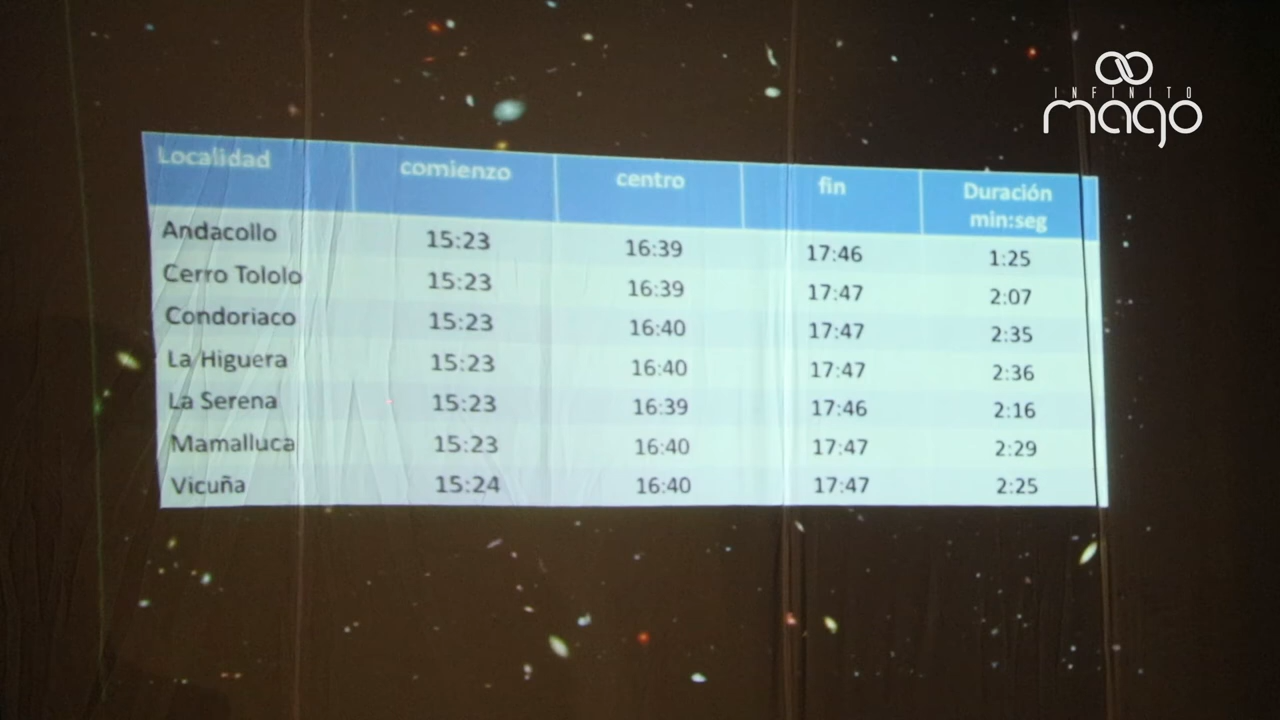 INFINITO
mago
Localidad comienzo centro fin Duración min:seg
Andacollo 15:23 16:39 17:46 1:25
Cerro Tololo 15:23 16:39 17:47 2:07
Condoriaco 15:23 16:40 17:47 2:35
La Higuera 15:23 16:40 17:47 2:36
La Serena 15:23 16:39 17:46 2:16
Mamalluca 15:23 16:40 17:47 2:29
Vicuña 15:24 16:40 17:47 2:25